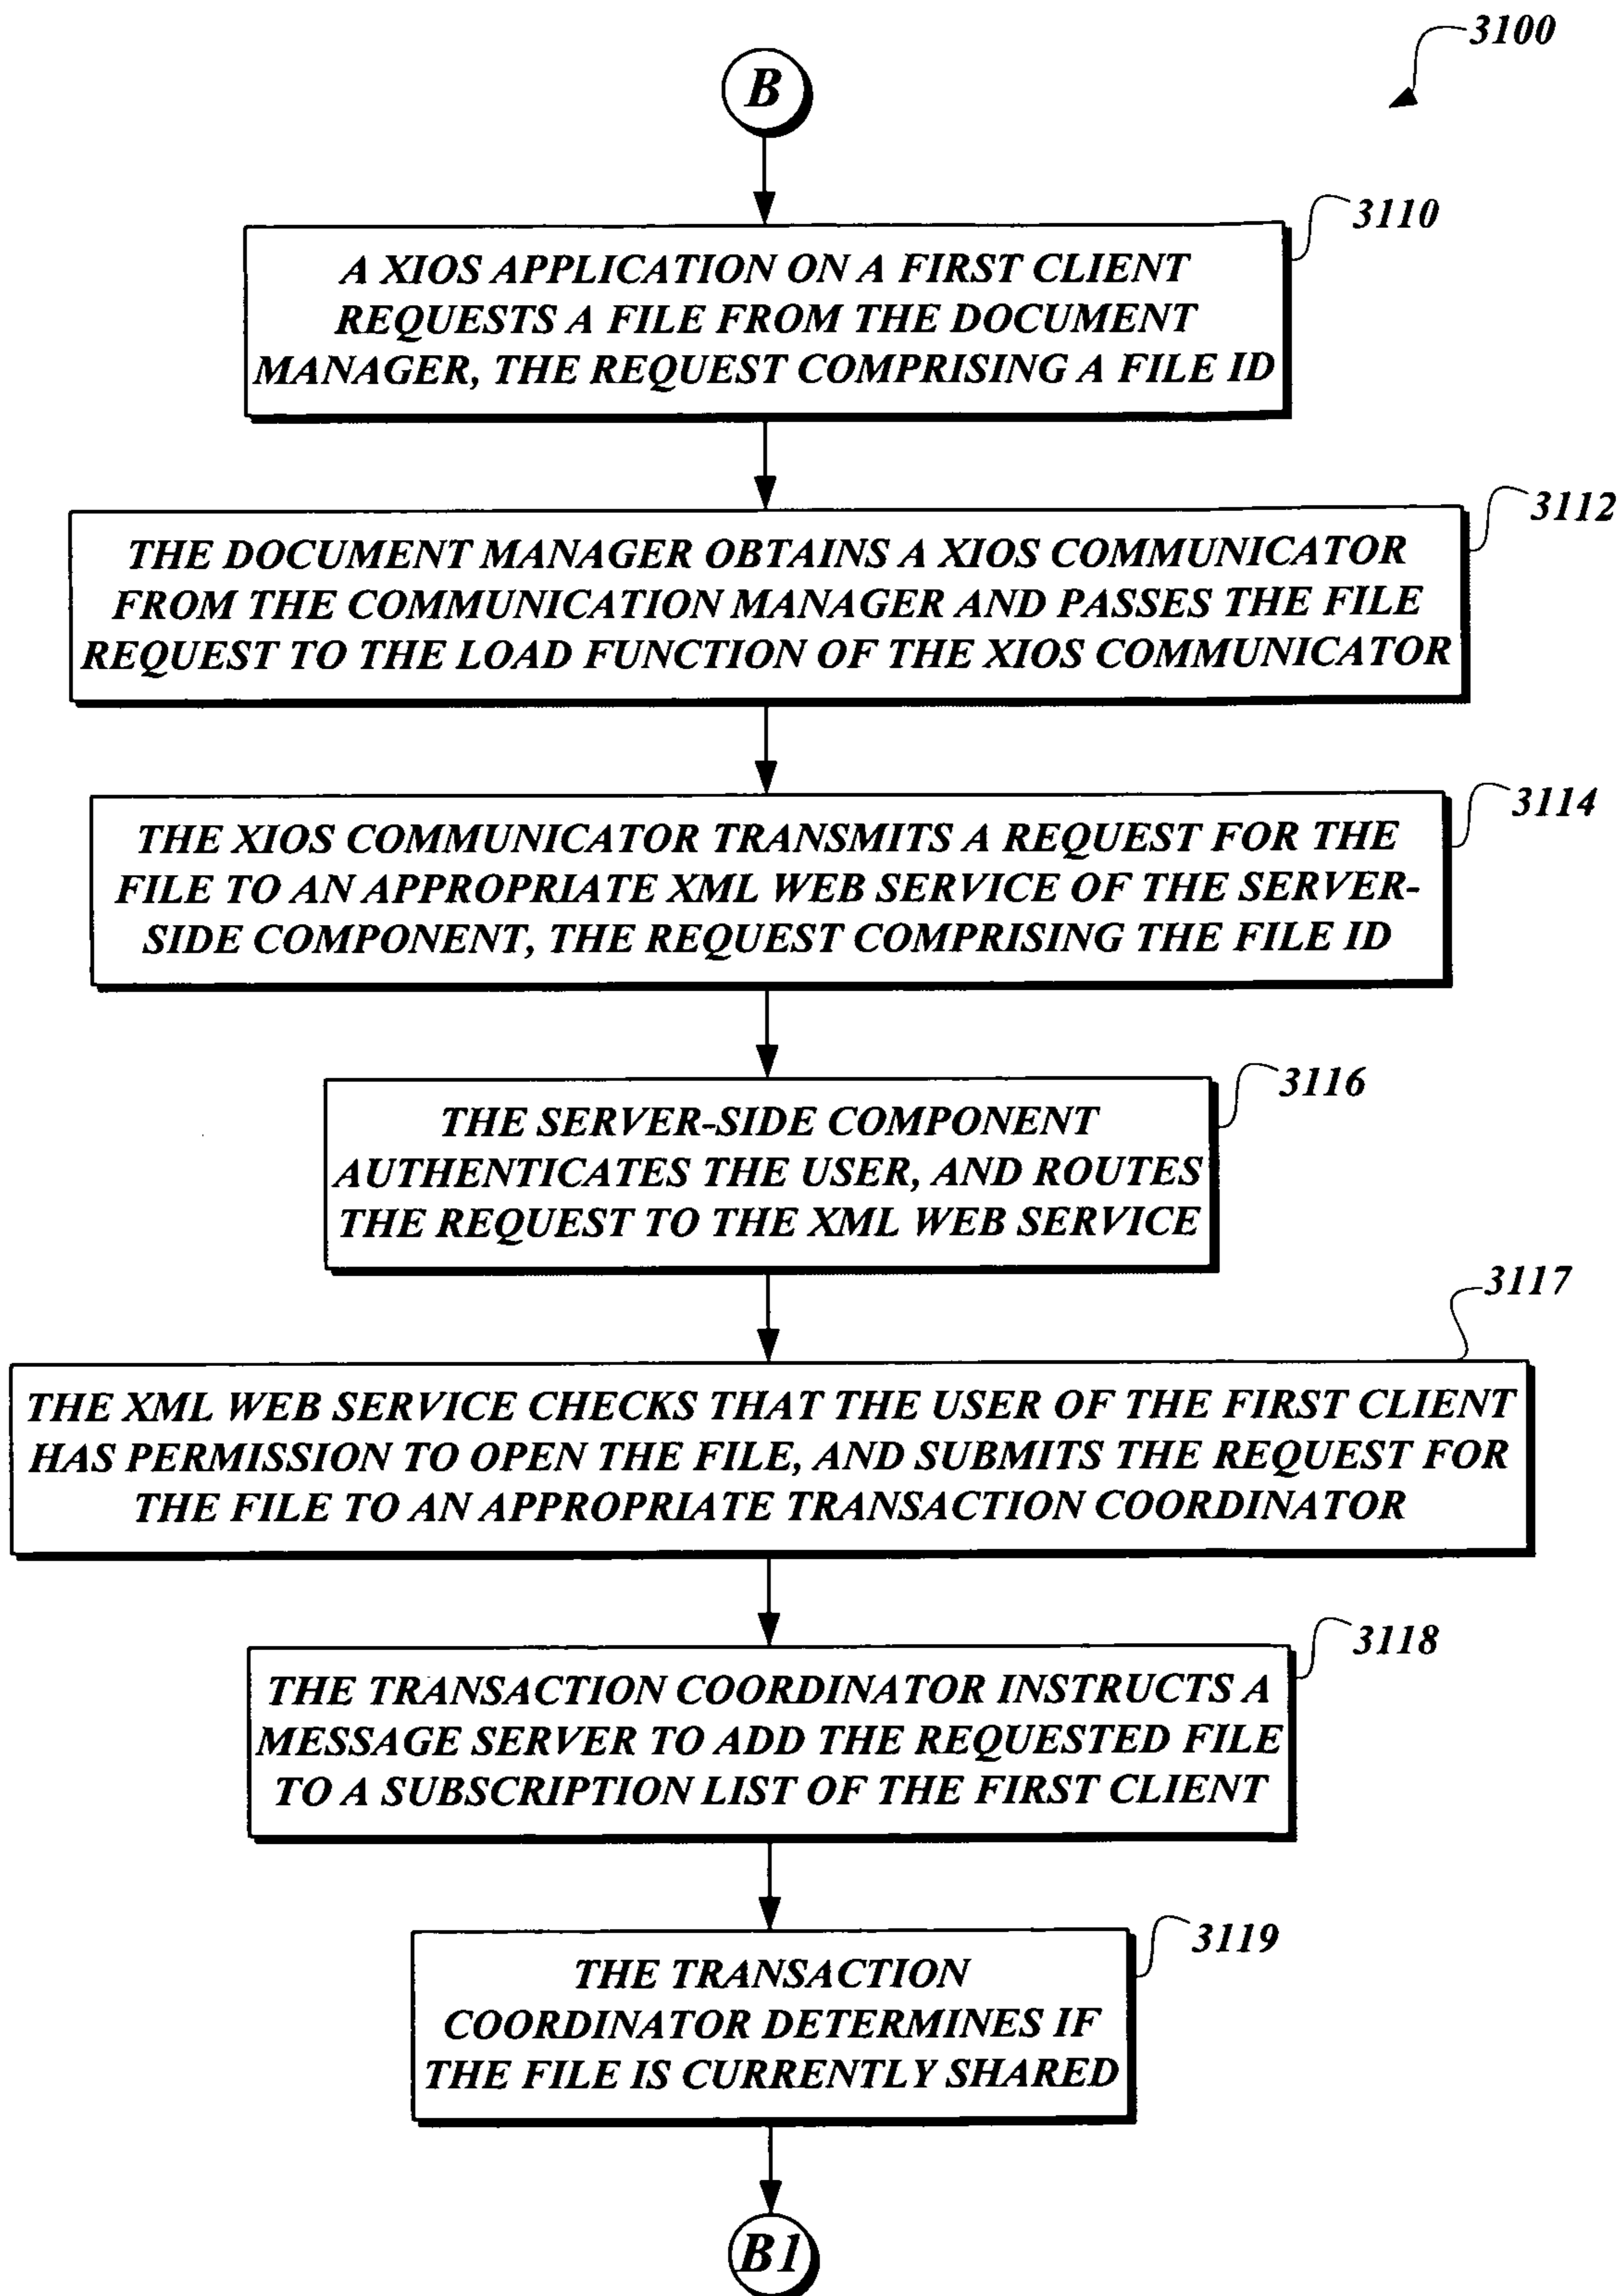 3100
B
3110
A XIOS APPLICATION ON A FIRST CLIENT
REQUESTS A FILE FROM THE DOCUMENT
MANAGER, THE REQUEST COMPRISING A FILE ID
3112
THE DOCUMENT MANAGER OBTAINS A XIOS COMMUNICATOR
FROM THE COMMUNICATION MANAGER AND PASSES THE FILE
REQUEST TO THE LOAD FUNCTION OF THE XIOS COMMUNICATOR
3114
THE XIOS COMMUNICATOR TRANSMITS A REQUEST FOR THE
FILE TO AN APPROPRIATE XML WEB SERVICE OF THE SERVER-
SIDE COMPONENT, THE REQUEST COMPRISING THE FILE ID
3116
THE SERVER-SIDE COMPONENT
AUTHENTICATES THE USER, AND ROUTES
THE REQUEST TO THE XML WEB SERVICE
3117
THE XML WEB SERVICE CHECKS THAT THE USER OF THE FIRST CLIENT
HAS PERMISSION TO OPEN THE FILE, AND SUBMITS THE REQUEST FOR
THE FILE TO AN APPROPRIATE TRANSACTION COORDINATOR
3118
THE TRANSACTION COORDINATOR INSTRUCTS A
MESSAGE SERVER TO ADD THE REQUESTED FILE
TO A SUBSCRIPTION LIST OF THE FIRST CLIENT
3119
THE TRANSACTION
COORDINATOR DETERMINES IF
THE FILE IS CURRENTLY SHARED
B1